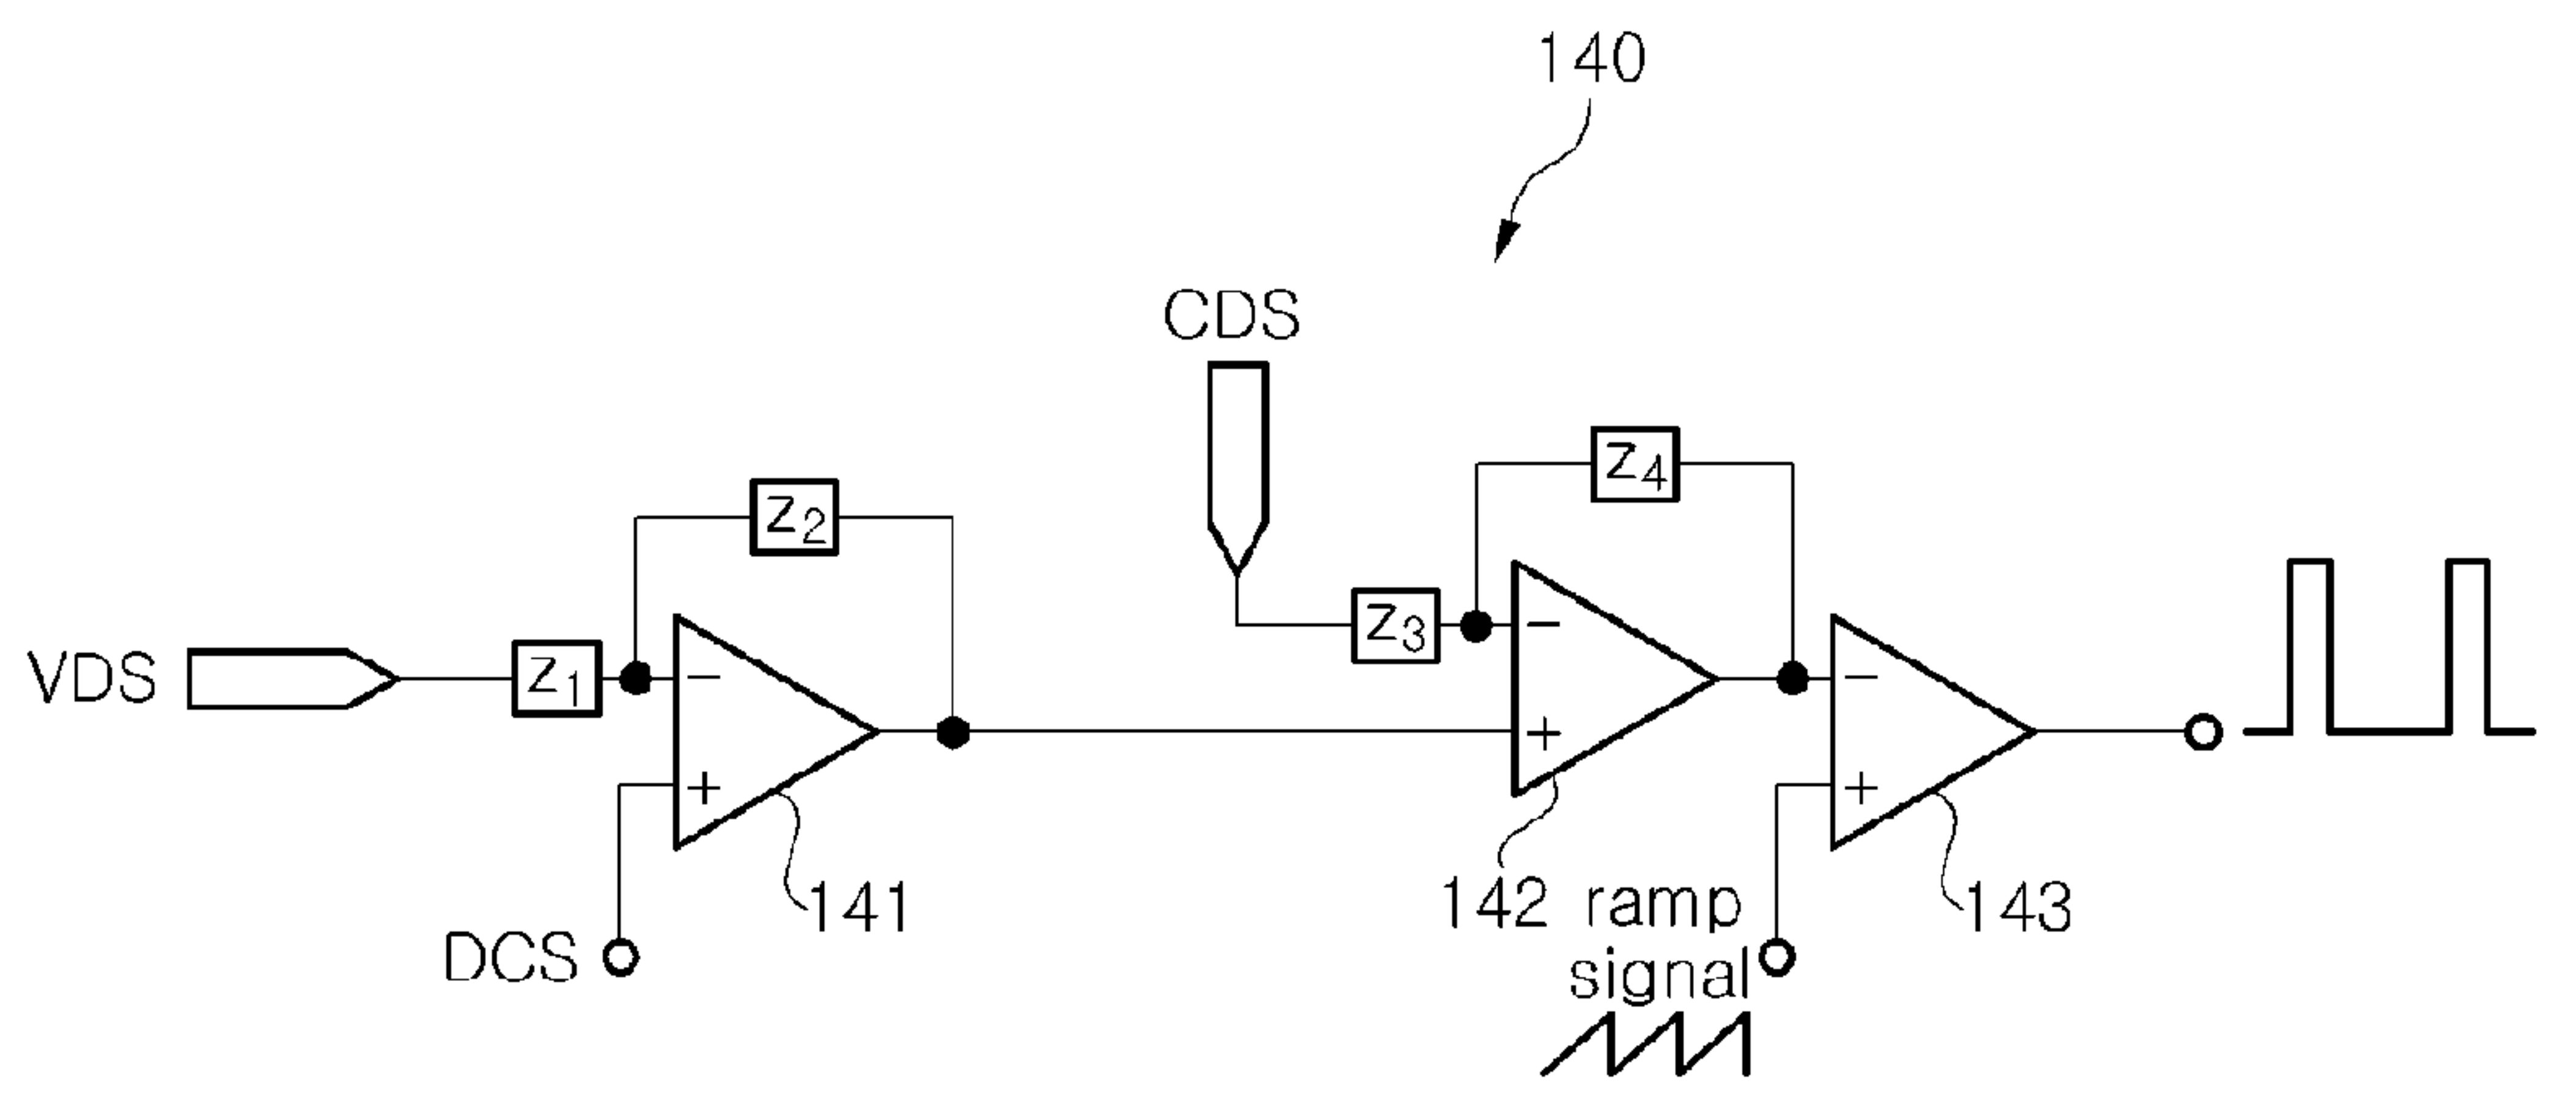 140
CDS
Z4
Z2
Z3
VDS
Z1
−
−
−
+
+
+
141
142
ramp
signal
143
DCS